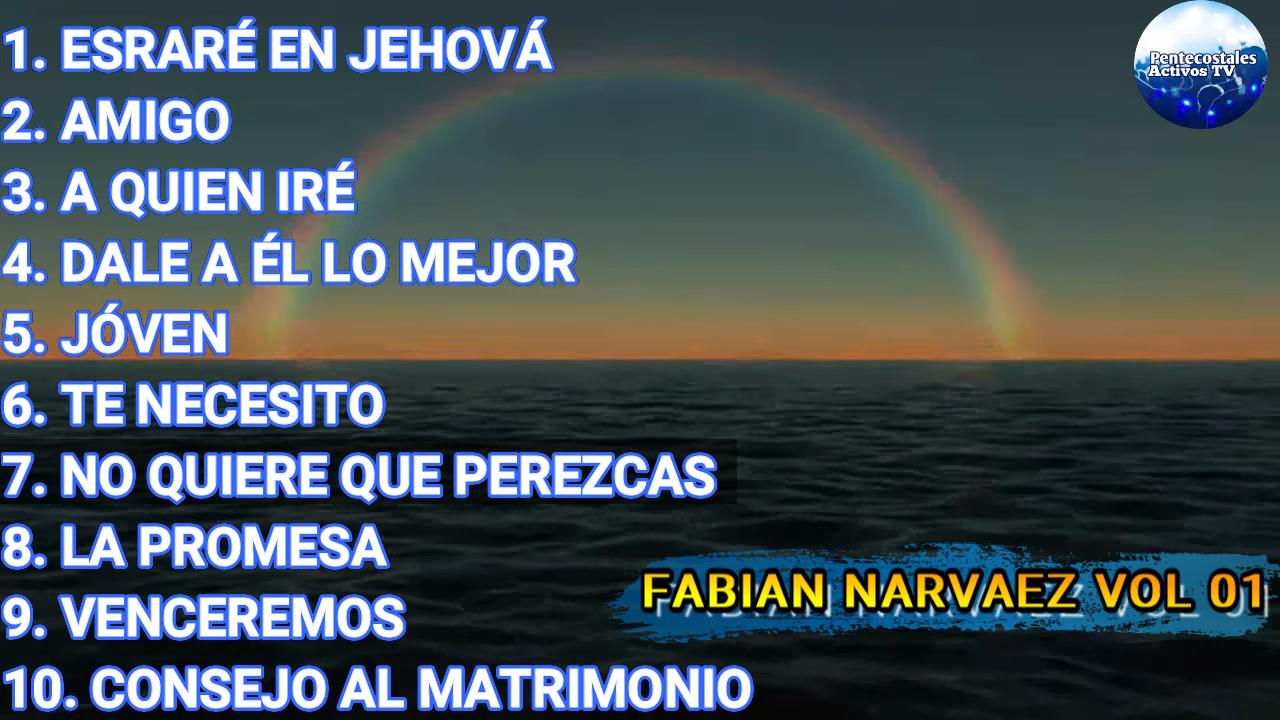 1. ESRARÉ EN JEHOVÁ
2. AMIGO
3. A QUIEN IRÉ
4. DALE A ÉL LO MEJOR
5. JÓVEN
6. TE NECESITO
7. NO QUIERE QUE PEREZCAS
8. LA PROMESA
9. VENCEREMOS
10. CONSEJO AL MATRIMONIO
Pentecostales
Activos TV
FABIAN NARVAEZ VOL 01